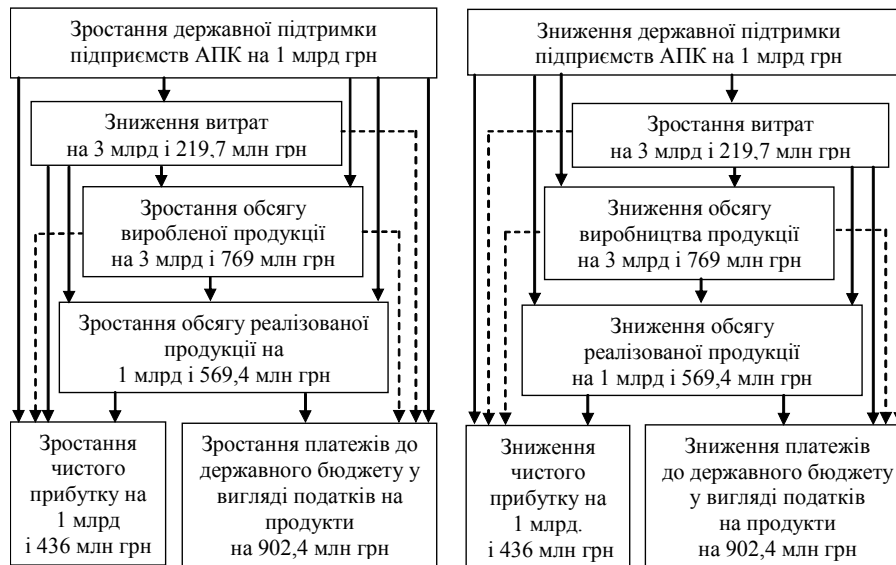 Зростання державної підтримки
підприємств АПК на 1 млрд грн
Зниження витрат
на 3 млрд і 219,7 млн грн
Зростання обсягу
виробленої продукції
на 3 млрд і 769 млн грн
Зростання обсягу реалізованої
продукції на
1 млрд і 569,4 млн грн
Зростання
чистого
прибутку на
1 млрд
і 436 млн грн
Зростання платежів до
державного бюджету у
вигляді податків на
продукти
на 902,4 млн грн
Зниження державної підтримки
підприємств АПК на 1 млрд грн
Зростання витрат
на 3 млрд і 219,7 млн грн
Зниження обсягу
виробництва продукції
на 3 млрд і 769 млн грн
Зниження обсягу
реалізованої продукції
на 1 млрд і 569,4 млн грн
Зниження
чистого
прибутку на
1 млрд.
і 436 млн грн
Зниження платежів
до державного бюджету
у вигляді податків
на продукти
на 902,4 млн грн